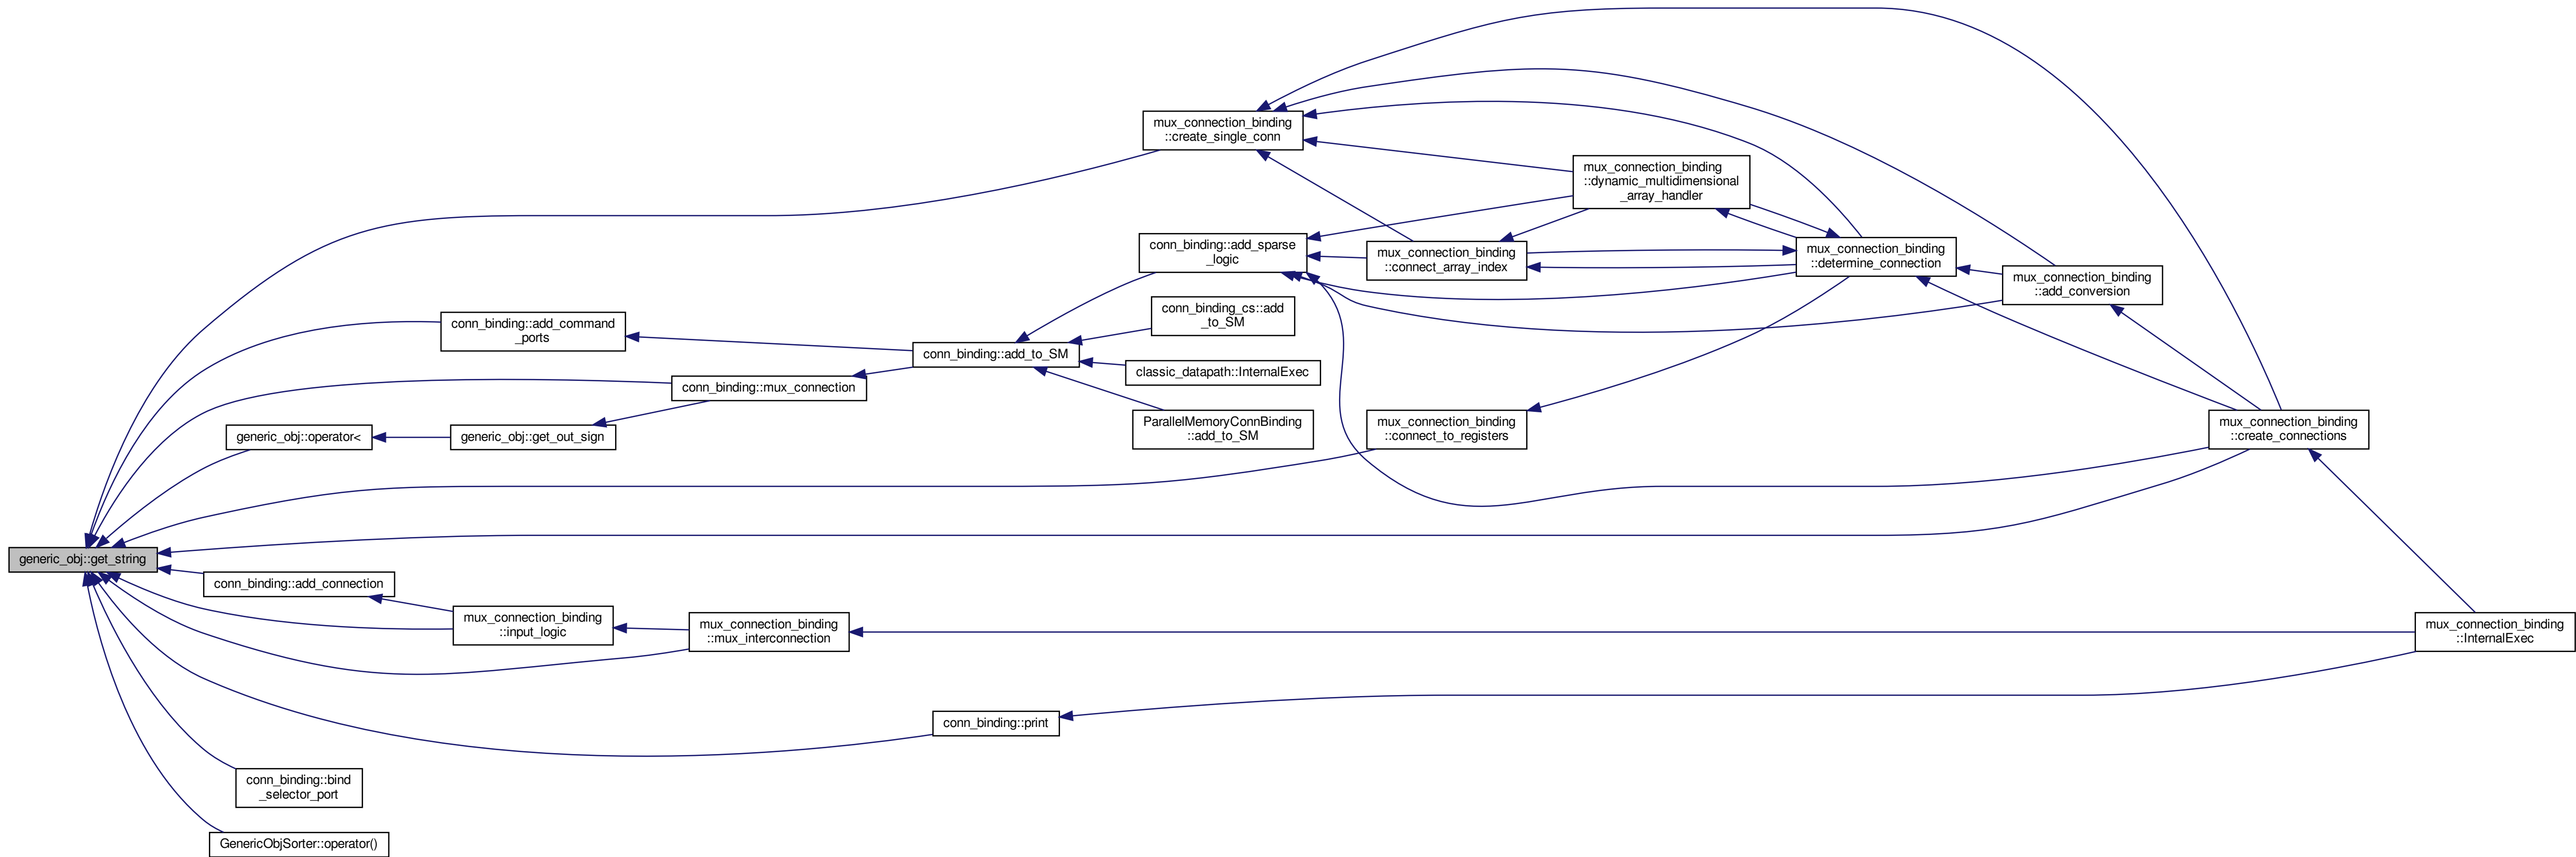 mux_connection_binding
::create_single_conn
mux_connection_binding
::dynamic_multidimensional
_array_handler
conn_binding::add_sparse
_logic
mux_connection_binding
::connect_array_index
mux_connection_binding
::determine_connection
mux_connection_binding
::add_conversion
conn_binding_cs::add
_to_SM
conn_binding::add_command
_ports
conn_binding::add_to_SM
classic_datapath::InternalExec
conn_binding::mux_connection
ParallelMemoryConnBinding
::add_to_SM
mux_connection_binding
::connect_to_registers
mux_connection_binding
::create_connections
generic_obj::operator<
generic_obj::get_out_sign
generic_obj::get_string
conn_binding::add_connection
mux_connection_binding
::input_logic
mux_connection_binding
::mux_interconnection
mux_connection_binding
::InternalExec
conn_binding::print
conn_binding::bind
_selector_port
GenericObjSorter::operator()